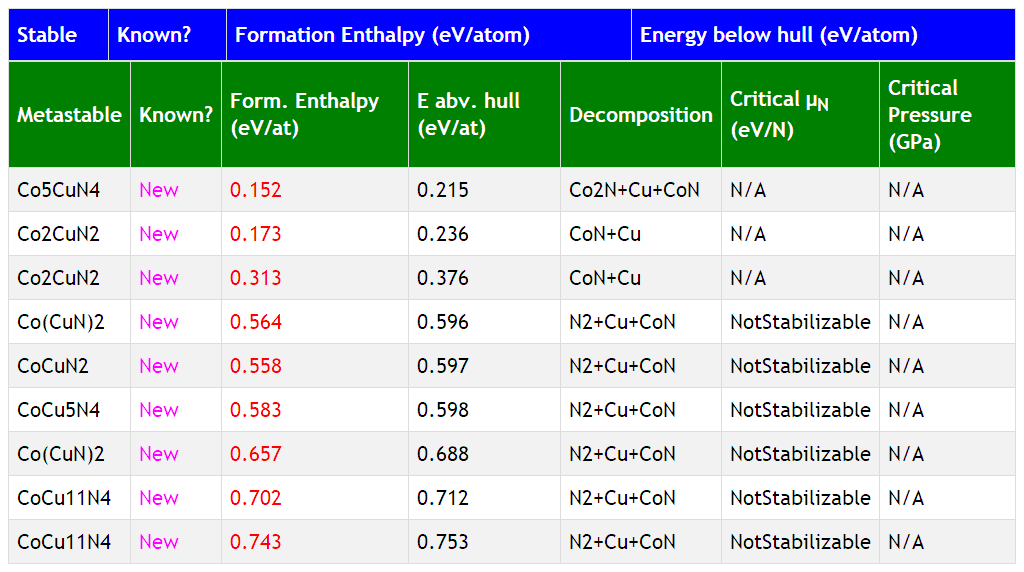 Stable Known? Formation Enthalpy (eV/atom) Energy below hull (eV/atom)
Metastable Known? Form. Enthalpy (eV/at) E abv. hull (eV/at) Decomposition Critical μN (eV/N) Critical Pressure (GPa)
Co5CuN4 New 0.152 0.215 Co2N+Cu+CoN N/A N/A
Co2CuN2 New 0.173 0.236 CoN+Cu N/A N/A
Co2CuN2 New 0.313 0.376 CoN+Cu N/A N/A
Co(CuN)2 New 0.564 0.596 N2+Cu+CoN NotStabilizable N/A
CoCuN2 New 0.558 0.597 N2+Cu+CoN NotStabilizable N/A
CoCu5N4 New 0.583 0.598 N2+Cu+CoN NotStabilizable N/A
Co(CuN)2 New 0.657 0.688 N2+Cu+CoN NotStabilizable N/A
CoCu11N4 New 0.702 0.712 N2+Cu+CoN NotStabilizable N/A
CoCu11N4 New 0.743 0.753 N2+Cu+CoN NotStabilizable N/A